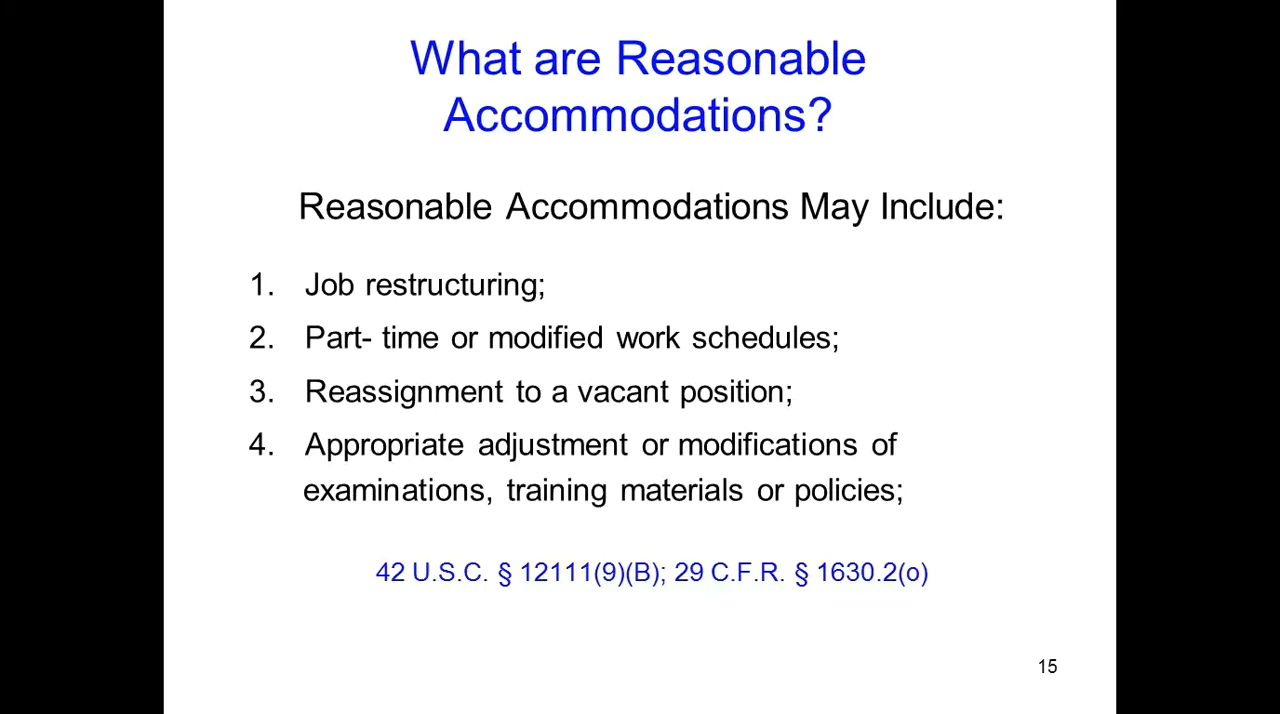 What are Reasonable
Accommodations?
Reasonable Accommodations May Include:
1. Job restructuring;
2. Part- time or modified work schedules;
3. Reassignment to a vacant position;
4. Appropriate adjustment or modifications of
examinations, training materials or policies;
42 U.S.C. § 12111(9)(B); 29 C.F.R. § 1630.2(o)
15